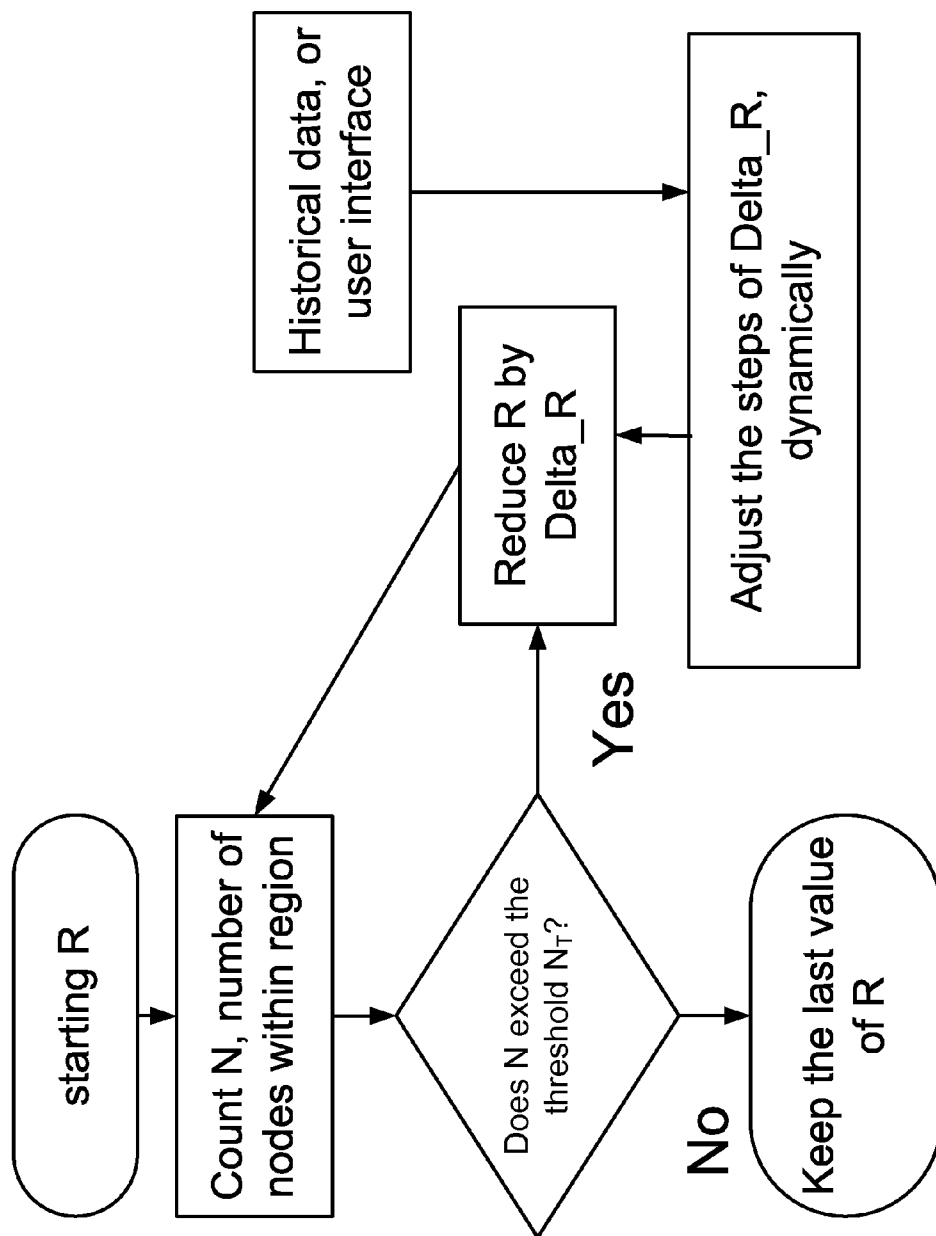 starting R
Count N, number of
nodes within region
Does N exceed the
threshold N_T?
Yes
No
Keep the last value
of R
Reduce R by
Delta_R
Historical data, or
user interface
Adjust the steps of Delta_R,
dynamically